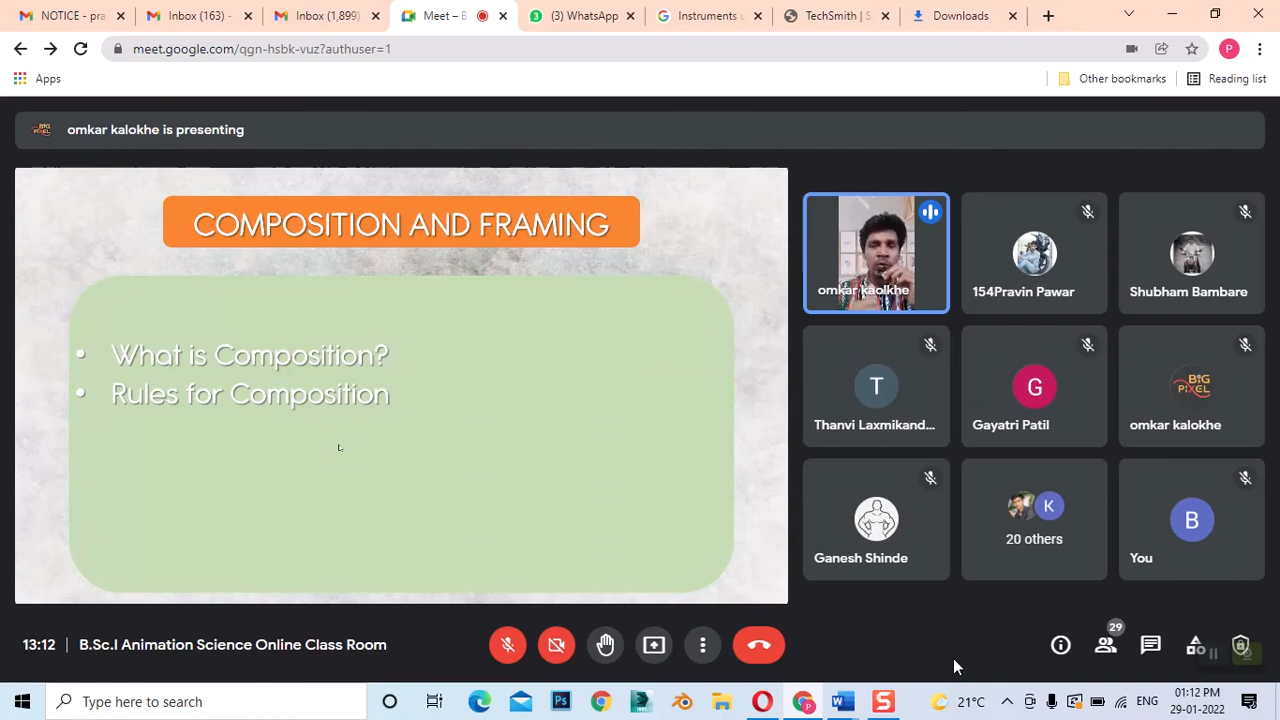 NOTICE - pra
Inbox (163) -
Inbox (1,899)
Meet – B
(3) WhatsApp
Instruments u
TechSmith | S
Downloads
meet.google.com/qgn-hsbk-vuz?authuser=1
P
Apps
Other bookmarks
Reading list
omkar kalokhe is presenting
COMPOSITION AND FRAMING
• What is Composition?
• Rules for Composition
omkar kaolkhe
154Pravin Pawar
Shubham Bambare
T
Thanvi Laxmikand...
G
Gayatri Patil
BIG PIXEL
omkar kalokhe
Ganesh Shinde
K
20 others
B
You
13:12 | B.Sc.I Animation Science Online Class Room
29
Type here to search
Ps
21°C
ENG
01:12 PM
29-01-2022